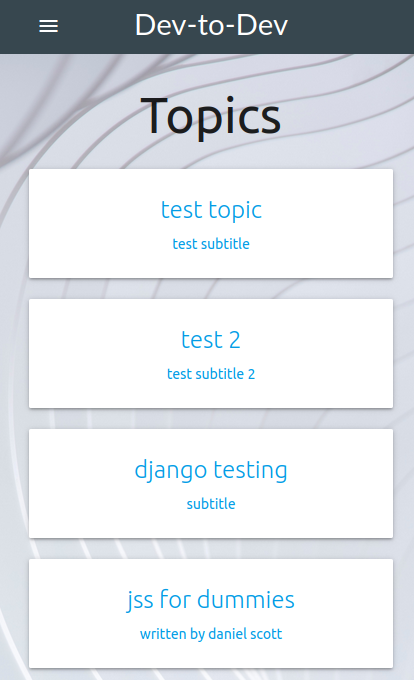 Dev-to-Dev
Topics
test topic
test subtitle
test 2
test subtitle 2
django testing
subtitle
jss for dummies
written by daniel scott